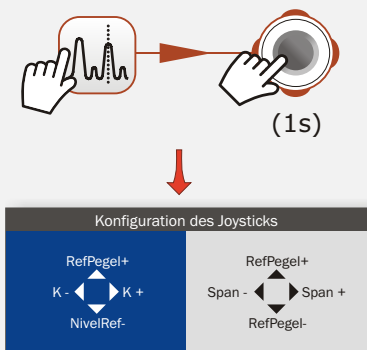 (1s)
Konfiguration des Joysticks
RefPegel+
K - K +
NivelRef-
RefPegel+
Span - Span +
RefPegel-